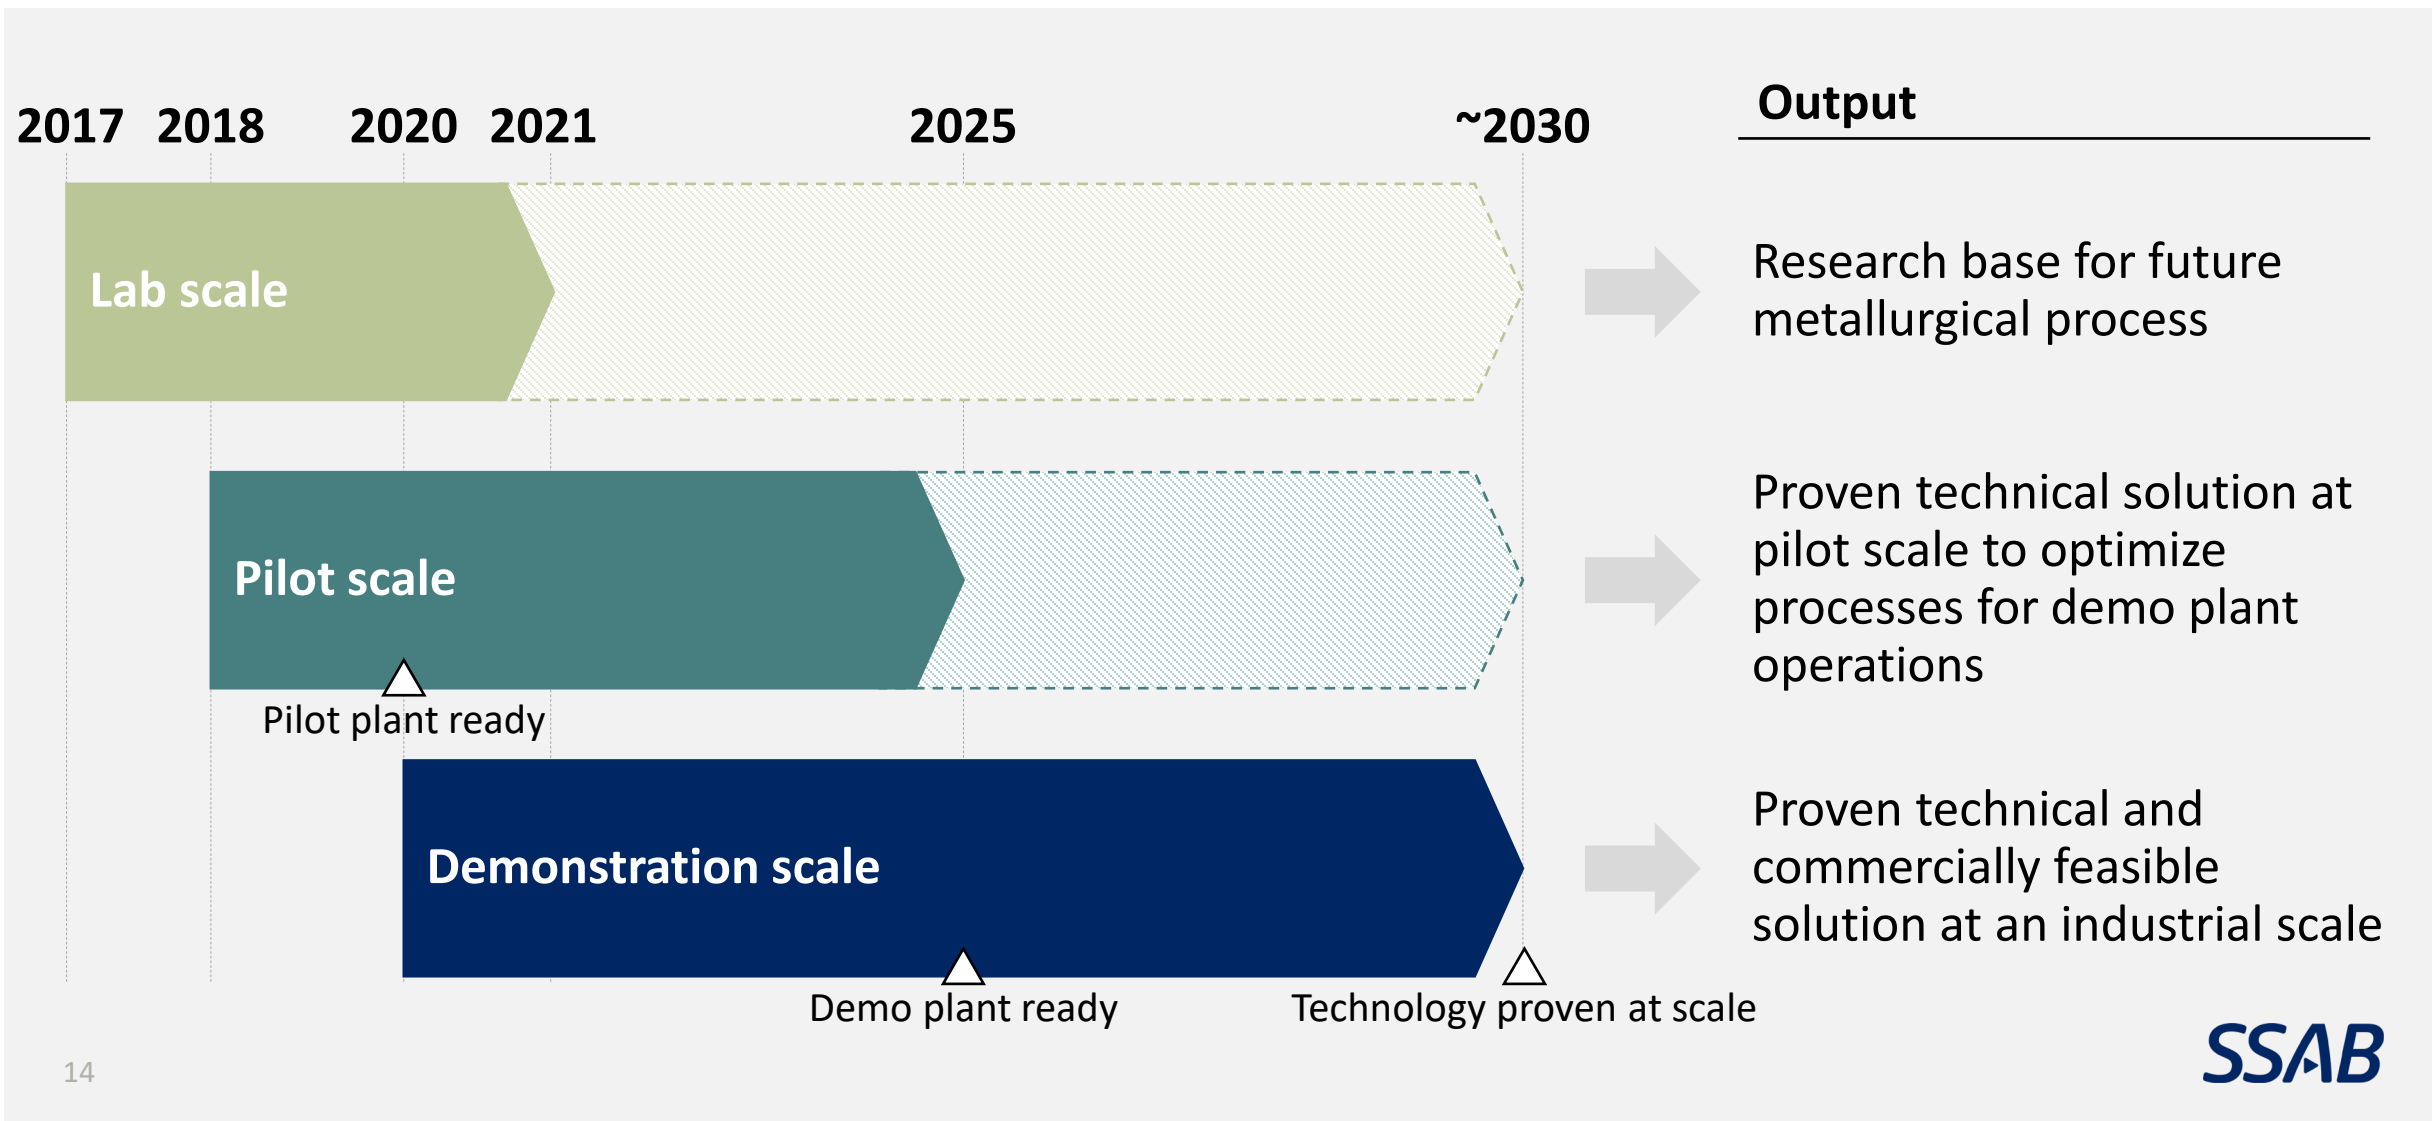 2017 2018 2020 2021 2025 ~2030 Output
Lab scale
Research base for future
metallurgical process
Pilot scale
Proven technical solution at
pilot scale to optimize
processes for demo plant
operations
Pilot plant ready
Demonstration scale
Proven technical and
commercially feasible
solution at an industrial scale
Demo plant ready
Technology proven at scale
14
SSAB